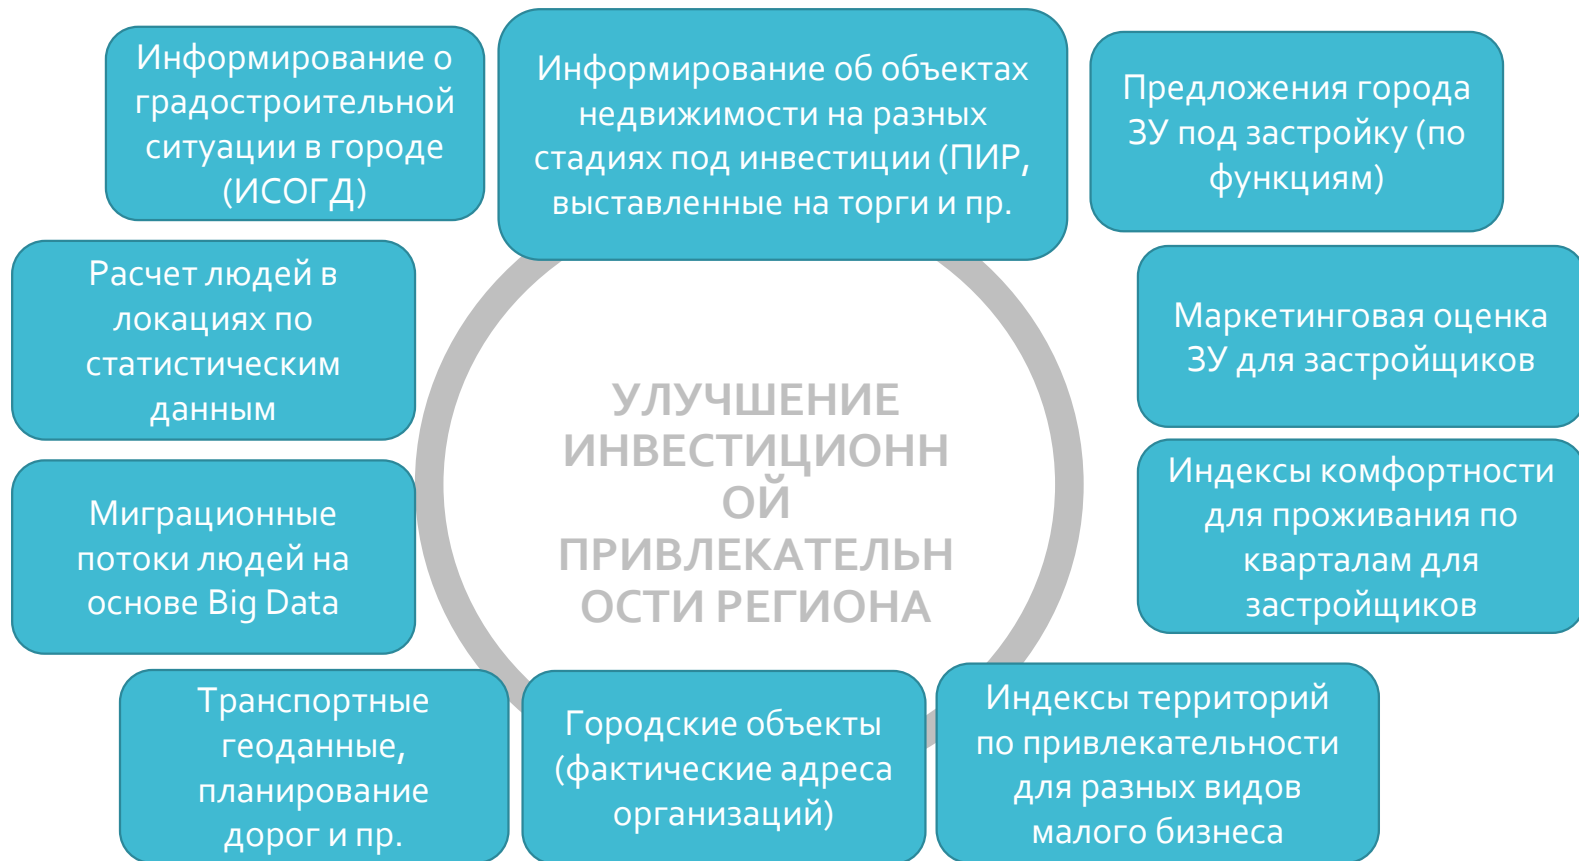 Информирование о
градостроительной
ситуации в городе
(ИСОГД)
Информирование об объектах
недвижимости на разных
стадиях под инвестиции (ПИР,
выставленные на торги и пр.
Предложения города
ЗУ под застройку (по
функциям)
Расчет людей в
локациях по
статистическим
данным
Маркетинговая оценка
ЗУ для застройщиков
УЛУЧШЕНИЕ
ИНВЕСТИЦИОНН
ОЙ
ПРИВЛЕКАТЕЛЬН
ОСТИ РЕГИОНА
Миграционные
потоки людей на
основе Big Data
Индексы комфортности
для проживания по
кварталам для
застройщиков
Транспортные
геоданные,
планирование
дорог и пр.
Городские объекты
(фактические адреса
организаций)
Индексы территорий
по привлекательности
для разных видов
малого бизнеса